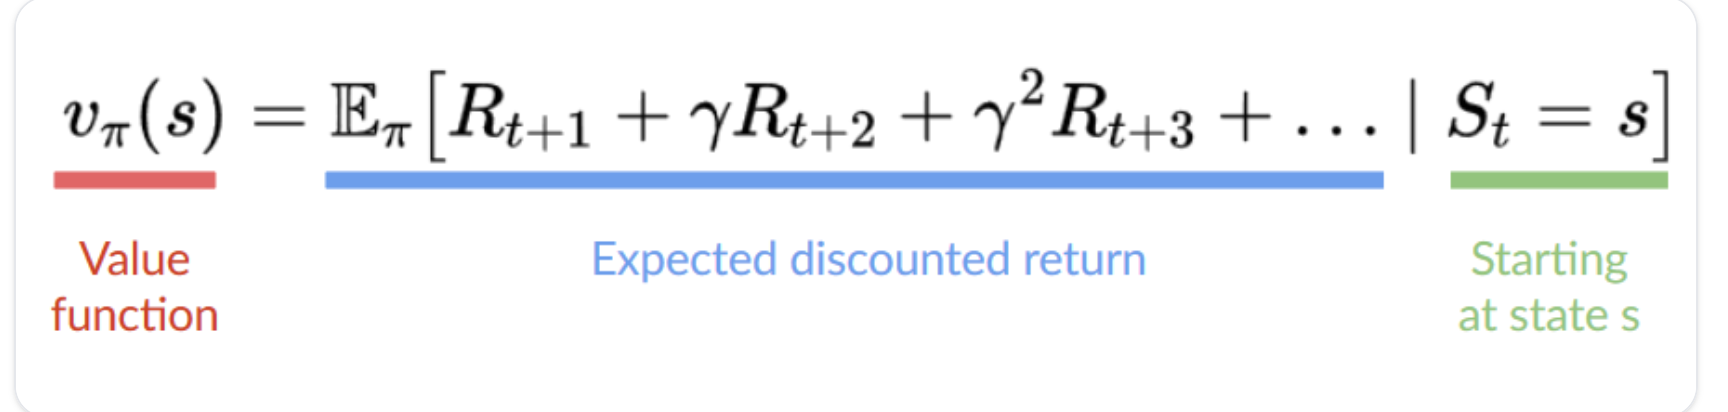 v_π(s) = 𝔼_π[R_{t+1} + γR_{t+2} + γ²R_{t+3} + ... | S_t = s]
Value
function
Expected discounted return
Starting
at state s